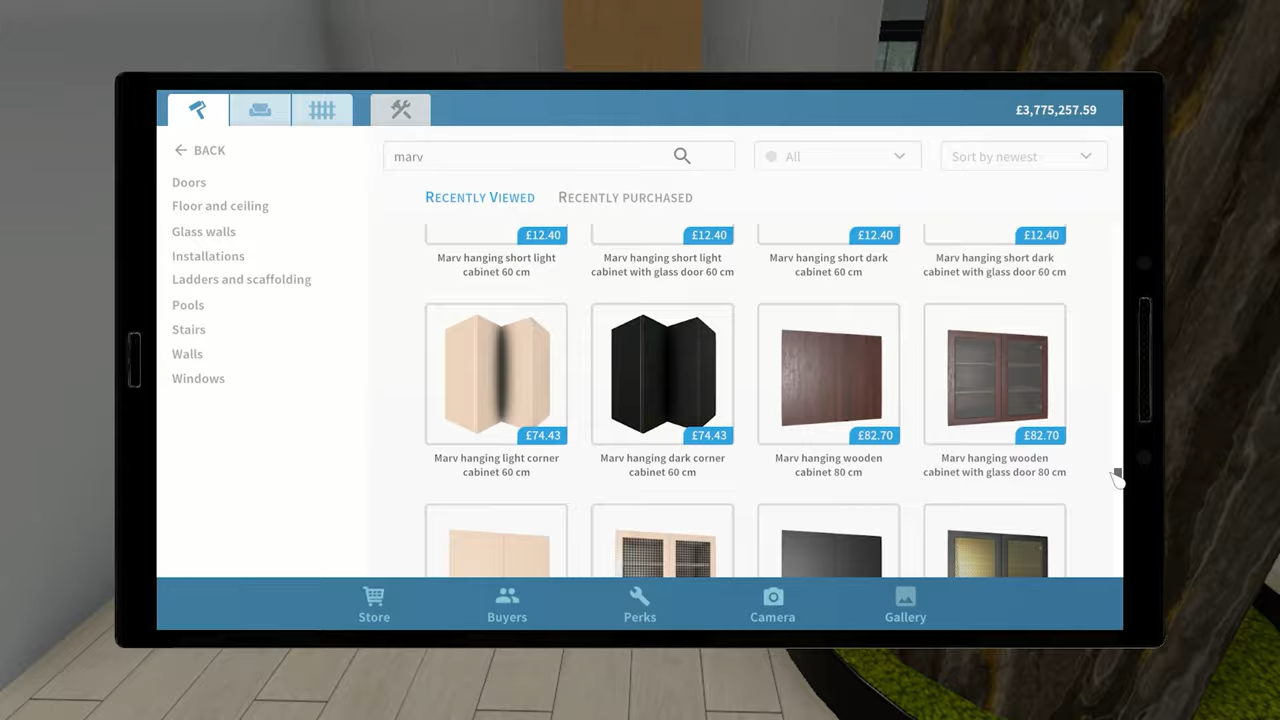 £3,775,257.59
BACK
marv
All
Sort by newest
Doors
Floor and ceiling
Glass walls
Installations
Ladders and scaffolding
Pools
Stairs
Walls
Windows
RECENTLY VIEWED
RECENTLY PURCHASED
£12.40
£12.40
£12.40
£12.40
Marv hanging short light
cabinet 60 cm
Marv hanging short light
cabinet with glass door 60 cm
Marv hanging short dark
cabinet 60 cm
Marv hanging short dark
cabinet with glass door 60 cm
£74.43
£74.43
£82.70
£82.70
Marv hanging light corner
cabinet 60 cm
Marv hanging dark corner
cabinet 60 cm
Marv hanging wooden
cabinet 80 cm
Marv hanging wooden
cabinet with glass door 80 cm
Store
Buyers
Perks
Camera
Gallery